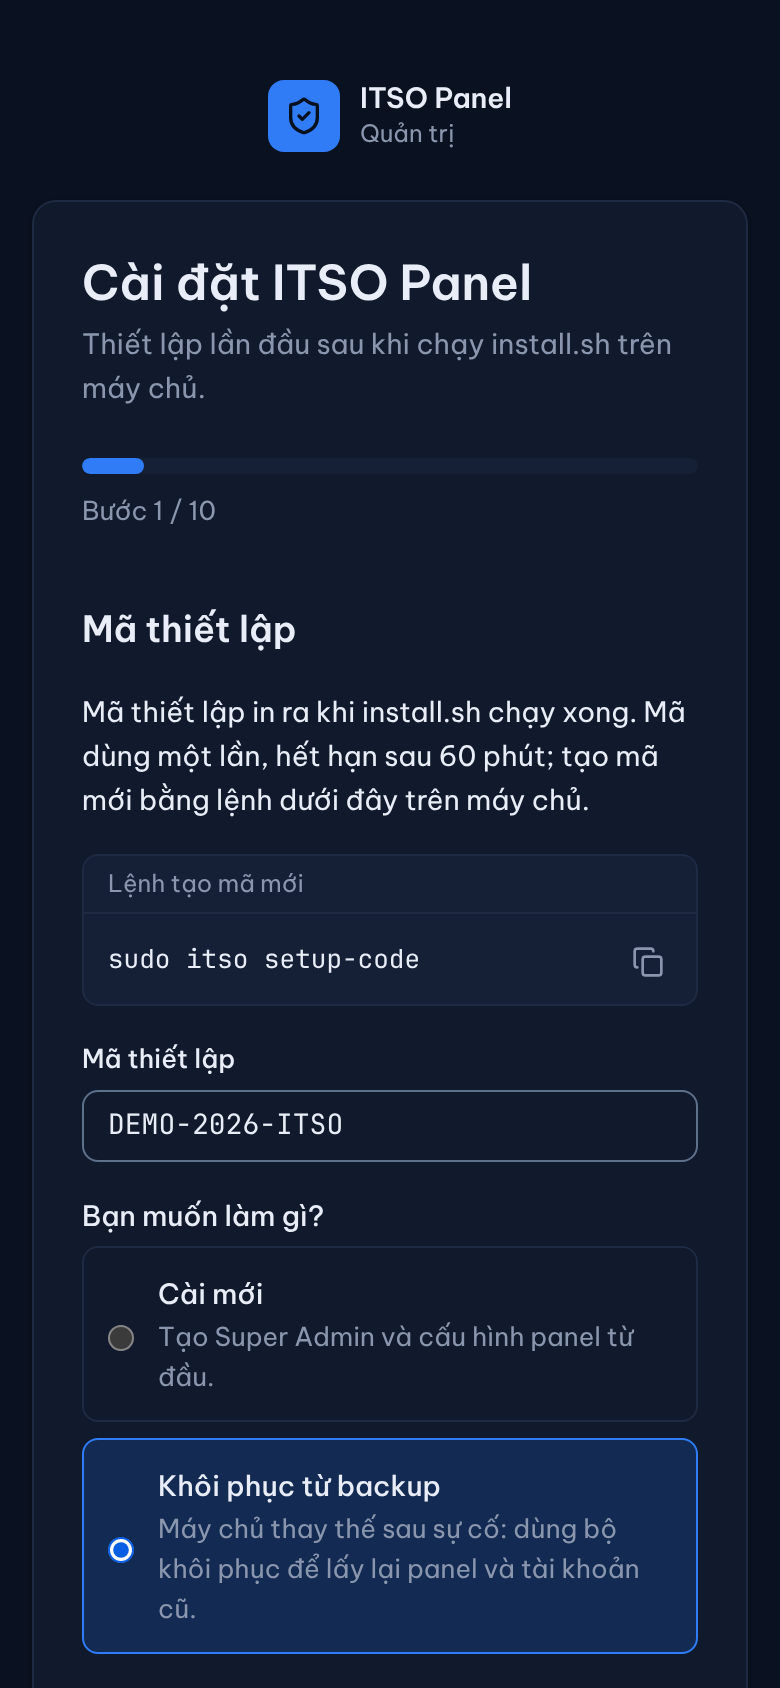 ITSO Panel
Quản trị
Cài đặt ITSO Panel
Thiết lập lần đầu sau khi chạy install.sh trên
máy chủ.
Bước 1 / 10
Mã thiết lập
Mã thiết lập in ra khi install.sh chạy xong. Mã
dùng một lần, hết hạn sau 60 phút; tạo mã
mới bằng lệnh dưới đây trên máy chủ.
Lệnh tạo mã mới
sudo itso setup-code
Mã thiết lập
DEMO-2026-ITSO
Bạn muốn làm gì?
Cài mới
Tạo Super Admin và cấu hình panel từ
đầu.
Khôi phục từ backup
Máy chủ thay thế sau sự cố: dùng bộ
khôi phục để lấy lại panel và tài khoản
cũ.